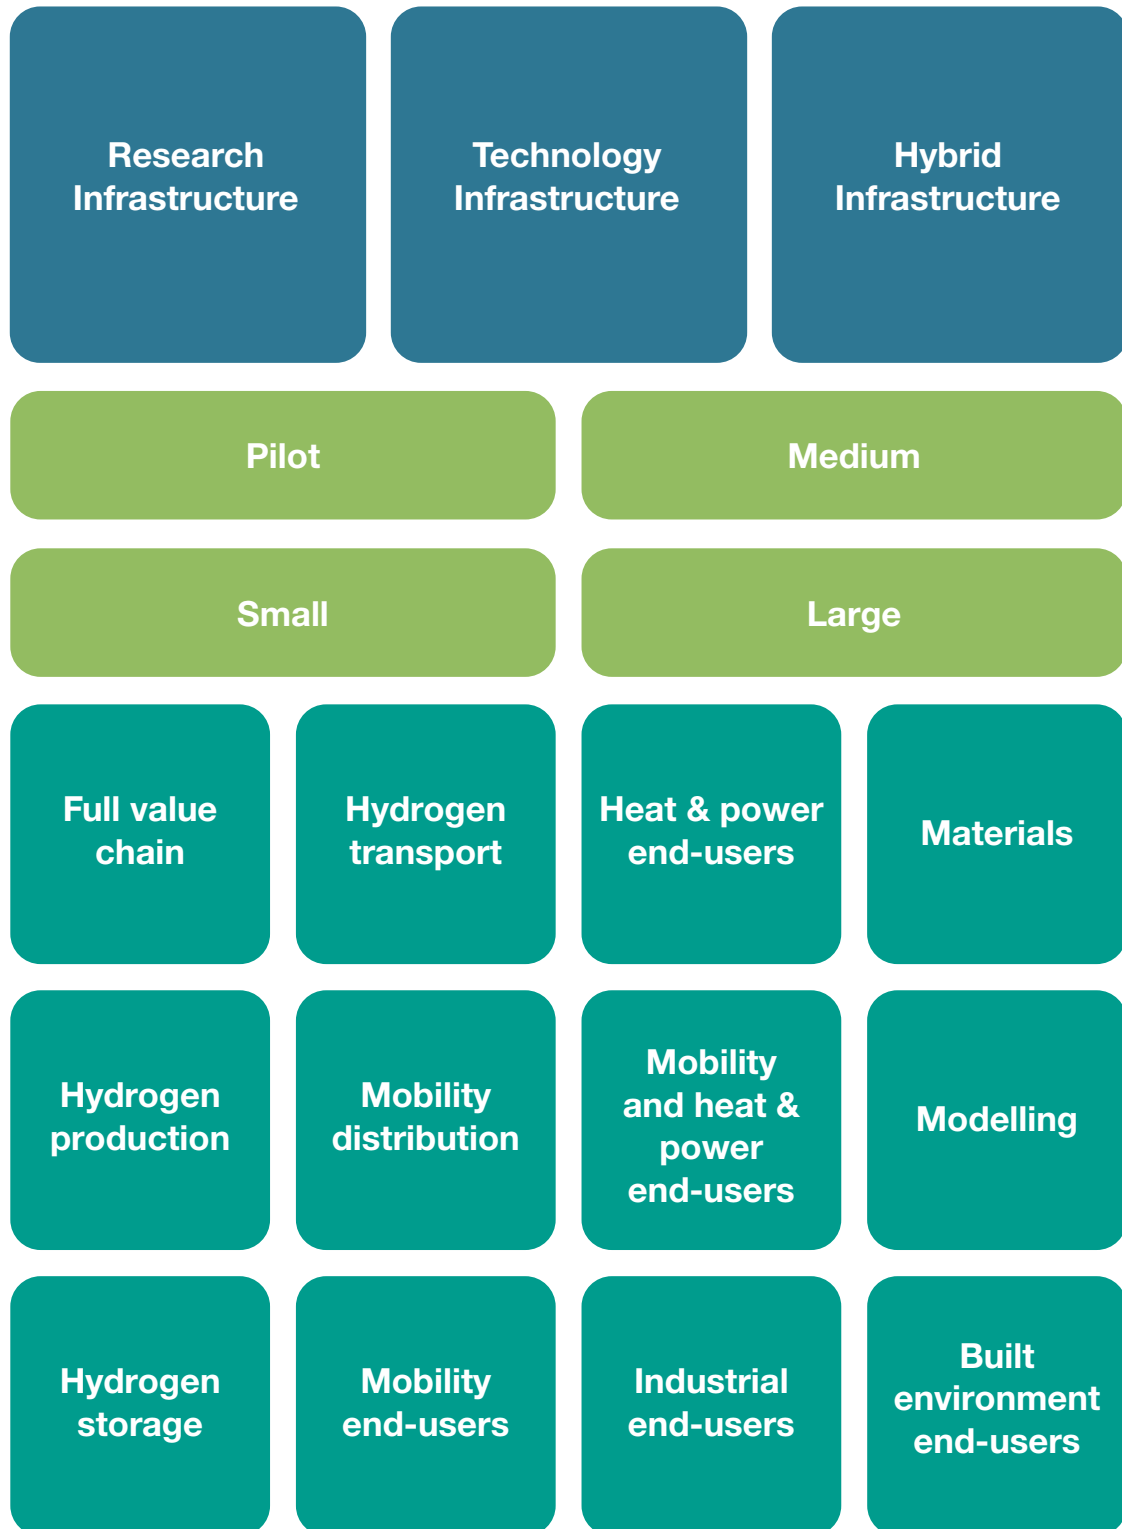 Research
Infrastructure
Technology
Infrastructure
Hybrid
Infrastructure
Pilot
Medium
Small
Large
Full value
chain
Hydrogen
transport
Heat & power
end-users
Materials
Hydrogen
production
Mobility
distribution
Mobility
and heat &
power
end-users
Modelling
Hydrogen
storage
Mobility
end-users
Industrial
end-users
Built
environment
end-users